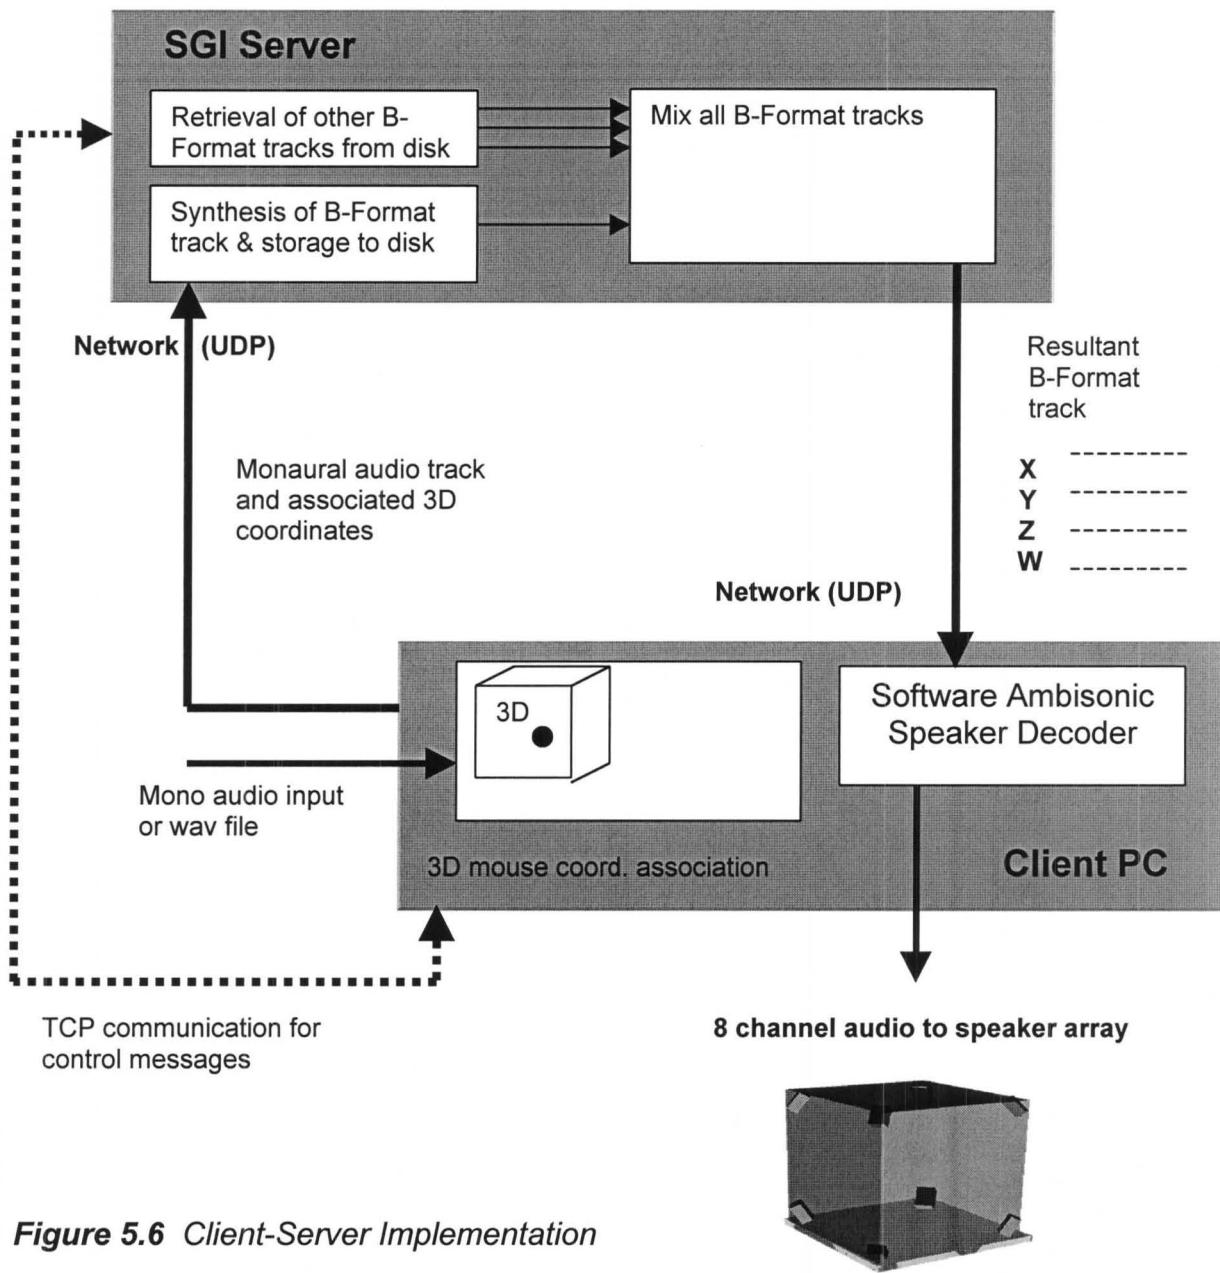 SGI Server
Retrieval of other B-
Format tracks from disk
Mix all B-Format tracks
Synthesis of B-Format
track & storage to disk
Network (UDP)
Resultant
B-Format
track
X
Y
Z
W
Monaural audio track
and associated 3D
coordinates
Network (UDP)
3D
Software Ambisonic
Speaker Decoder
Mono audio input
or wav file
3D mouse coord. association
Client PC
TCP communication for
control messages
8 channel audio to speaker array
Figure 5.6 Client-Server Implementation